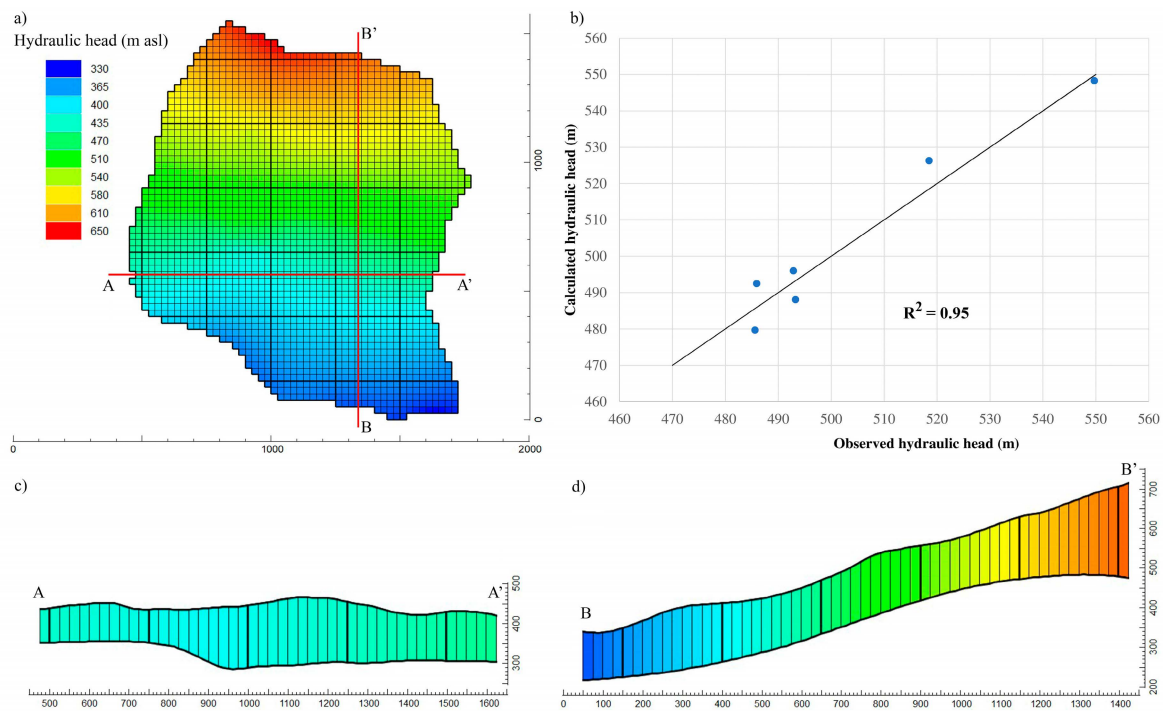 a)
Hydraulic head (m asl)
330
365
400
435
470
510
540
580
610
650
B'
A
A'
B
1000
0
0
1000
2000
b)
Calculated hydraulic head (m)
560
550
540
530
520
510
500
490
480
470
460
R² = 0.95
460 470 480 490 500 510 520 530 540 550 560
Observed hydraulic head (m)
c)
A
A'
500
400
300
500 600 700 800 900 1000 1100 1200 1300 1400 1500 1600
d)
B
B'
700
600
500
400
300
200
0 100 200 300 400 500 600 700 800 900 1000 1100 1200 1300 1400